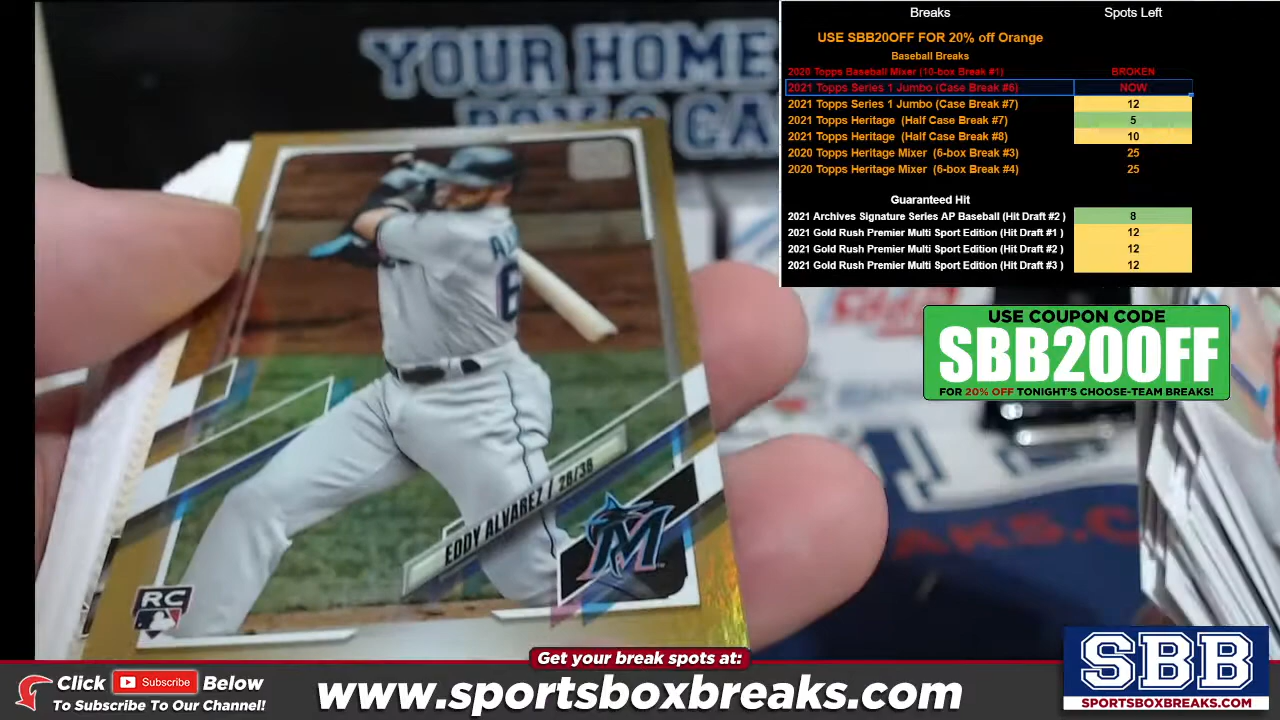 YOUR HOME
BOX & CA
Breaks Spots Left
USE SBB20OFF FOR 20% off Orange
Baseball Breaks
2020 Topps Baseball Mixer (10-box Break #1) BROKEN
2021 Topps Series 1 Jumbo (Case Break #6) NOW
2021 Topps Series 1 Jumbo (Case Break #7) 12
2021 Topps Heritage (Half Case Break #7) 5
2021 Topps Heritage (Half Case Break #8) 10
2020 Topps Heritage Mixer (6-box Break #3) 25
2020 Topps Heritage Mixer (6-box Break #4) 25
Guaranteed Hit
2021 Archives Signature Series AP Baseball (Hit Draft #2 ) 8
2021 Gold Rush Premier Multi Sport Edition (Hit Draft #1 ) 12
2021 Gold Rush Premier Multi Sport Edition (Hit Draft #2 ) 12
2021 Gold Rush Premier Multi Sport Edition (Hit Draft #3 ) 12
USE COUPON CODE
SBB20OFF
FOR 20% OFF TONIGHT'S CHOOSE-TEAM BREAKS!
6
EDDY ALVAREZ / 2B/3B
M
RC
Get your break spots at:
Click Subscribe Below
To Subscribe To Our Channel!
www.sportsboxbreaks.com
SBB
SPORTSBOXBREAKS.COM